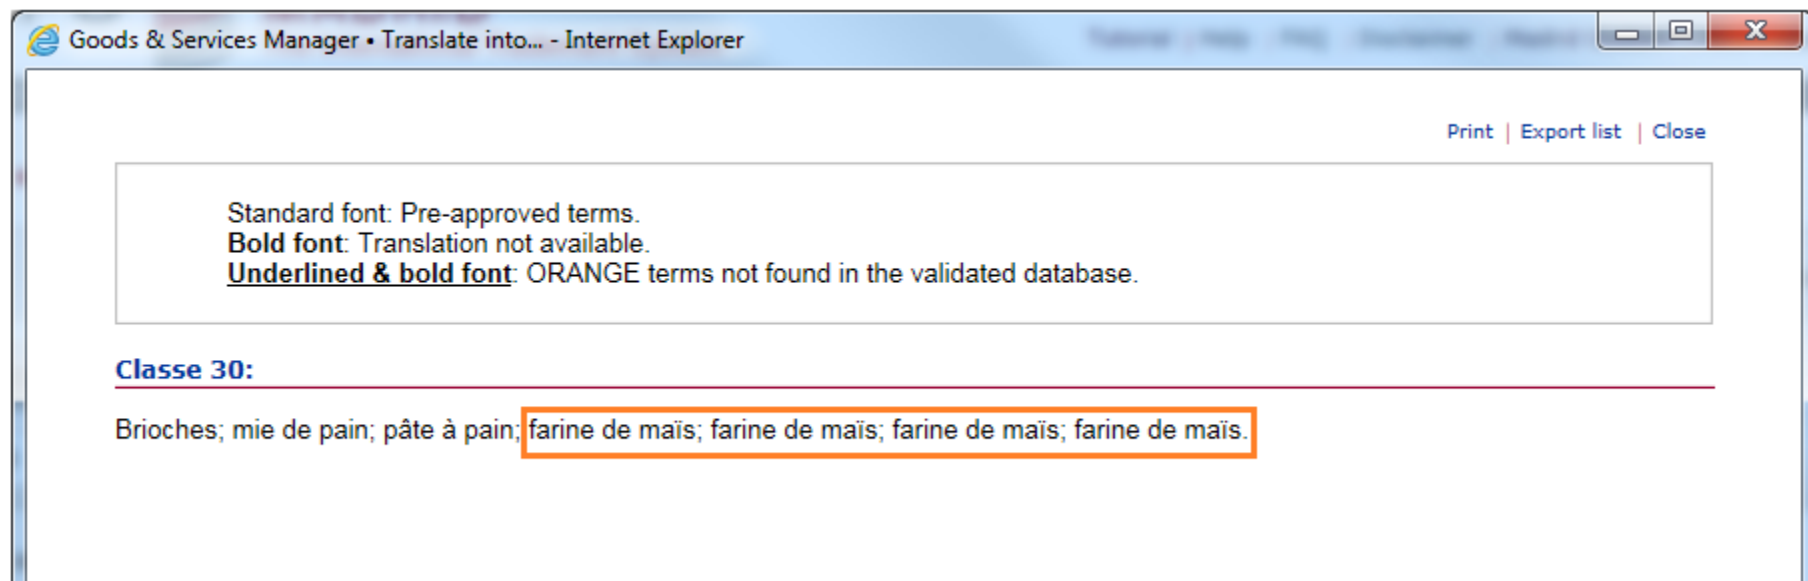 Goods & Services Manager • Translate into... - Internet Explorer
Print | Export list | Close
Standard font: Pre-approved terms.
Bold font: Translation not available.
Underlined & bold font: ORANGE terms not found in the validated database.
Classe 30:
Brioches; mie de pain; pâte à pain; farine de maïs; farine de maïs; farine de maïs; farine de maïs.